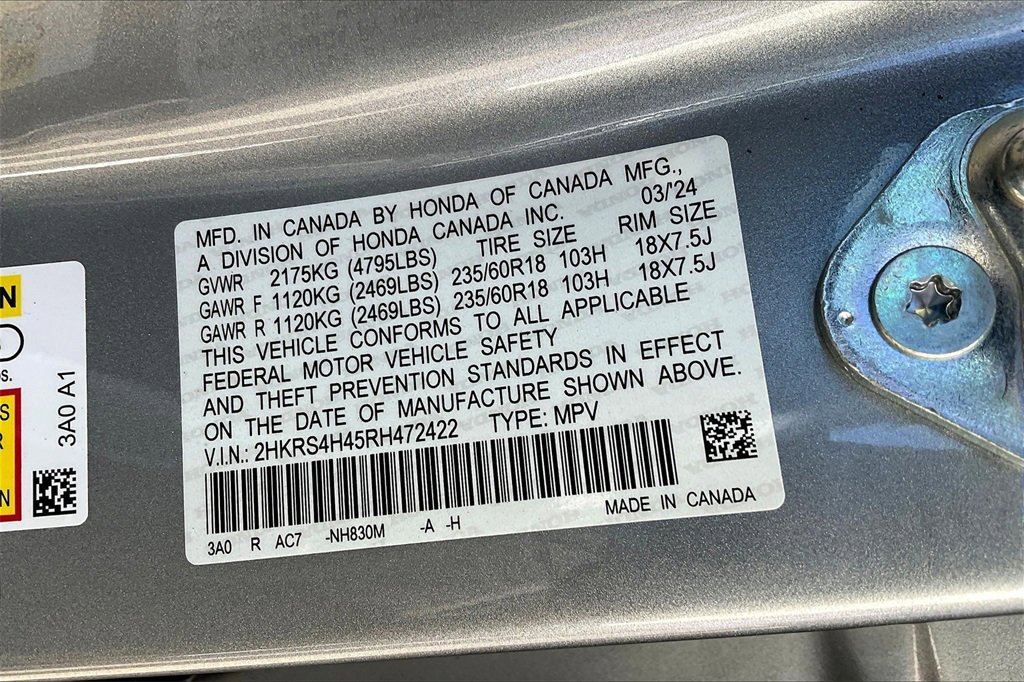 MFD. IN CANADA BY HONDA OF CANADA MFG.,
A DIVISION OF HONDA CANADA INC. 03/'24
GVWR 2175KG (4795LBS) TIRE SIZE RIM SIZE
GAWR F 1120KG (2469LBS) 235/60R18 103H 18X7.5J
GAWR R 1120KG (2469LBS) 235/60R18 103H 18X7.5J
THIS VEHICLE CONFORMS TO ALL APPLICABLE
FEDERAL MOTOR VEHICLE SAFETY
AND THEFT PREVENTION STANDARDS IN EFFECT
ON THE DATE OF MANUFACTURE SHOWN ABOVE.
V.I.N.: 2HKRS4H45RH472422 TYPE: MPV
MADE IN CANADA
3A0 R AC7 -NH830M -A -H
3A0 A1